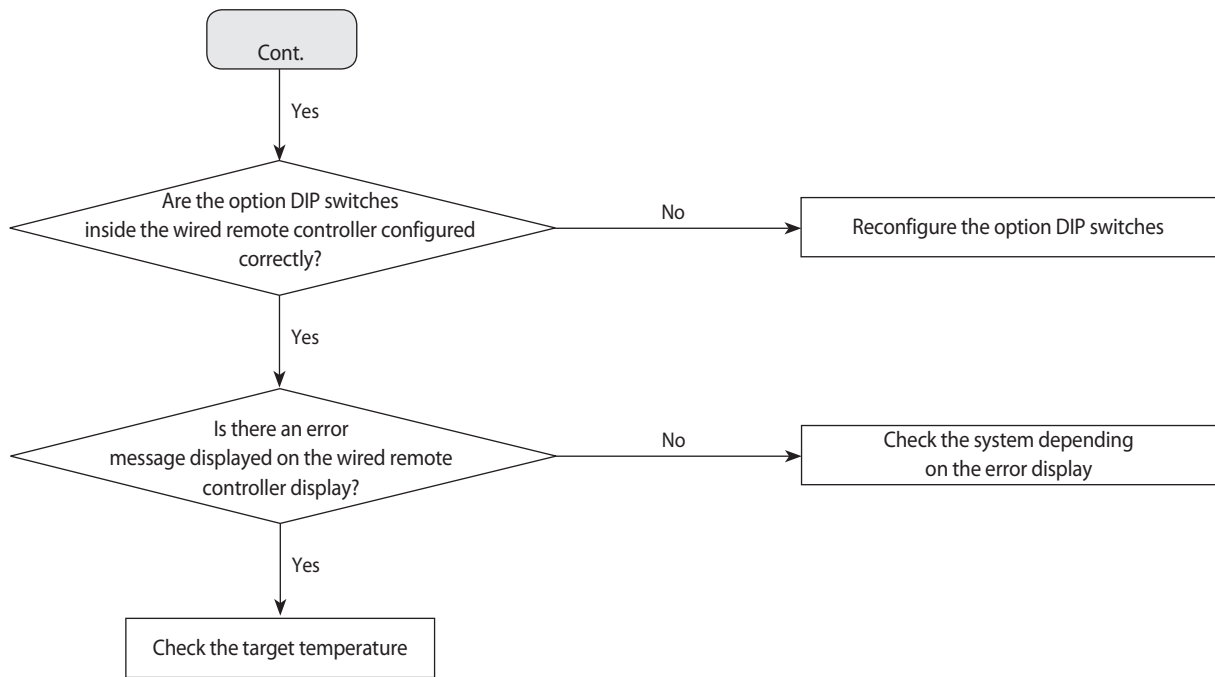 Cont.
Yes
Are the option DIP switches
inside the wired remote controller configured
correctly?
No
Reconfigure the option DIP switches
Yes
Is there an error
message displayed on the wired remote
controller display?
No
Check the system depending
on the error display
Yes
Check the target temperature